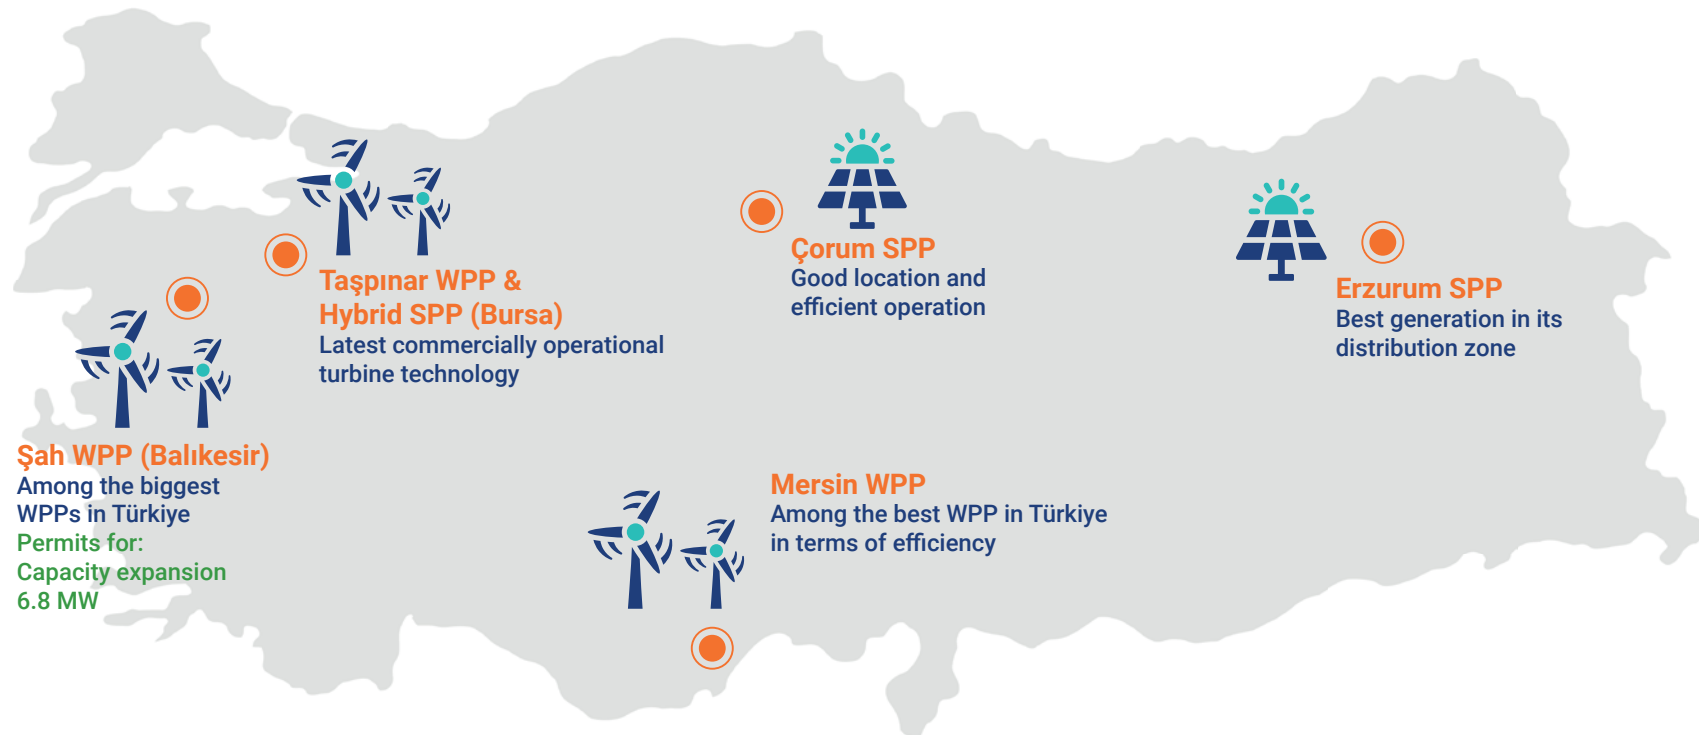 Taşpınar WPP &
Hybrid SPP (Bursa)
Latest commercially operational
turbine technology
Çorum SPP
Good location and
efficient operation
Erzurum SPP
Best generation in its
distribution zone
Şah WPP (Balıkesir)
Among the biggest
WPPs in Türkiye
Permits for:
Capacity expansion
6.8 MW
Mersin WPP
Among the best WPP in Türkiye
in terms of efficiency